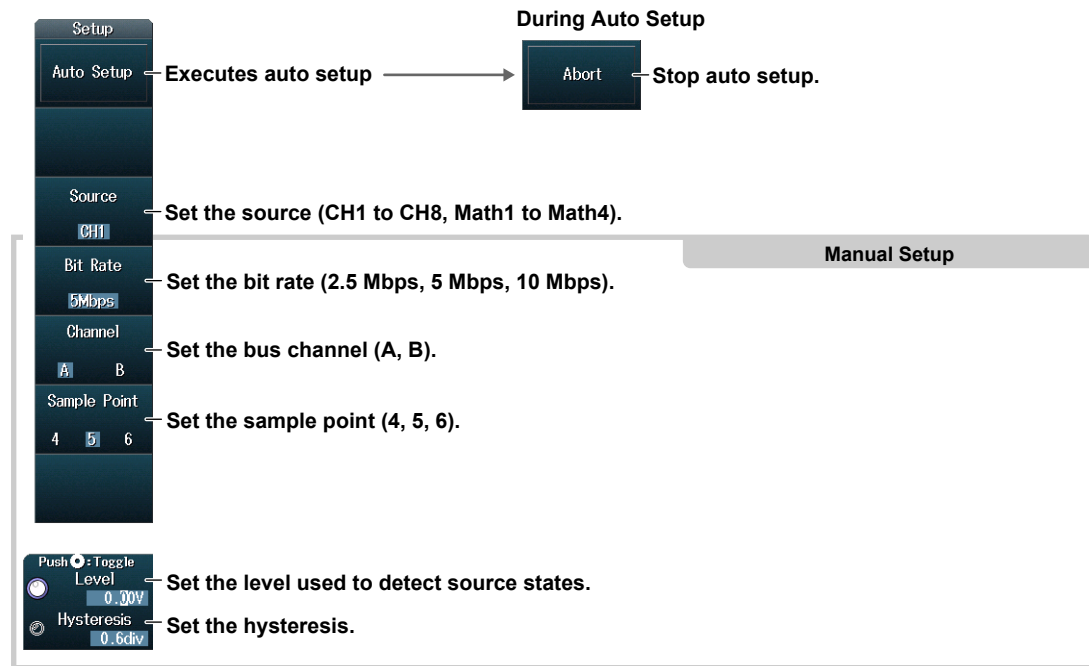 During Auto Setup
Setup
Auto Setup
Executes auto setup
Abort
Stop auto setup.
Source
CH1
Set the source (CH1 to CH8, Math1 to Math4).
Manual Setup
Bit Rate
5Mbps
Set the bit rate (2.5 Mbps, 5 Mbps, 10 Mbps).
Channel
A B
Set the bus channel (A, B).
Sample Point
4 5 6
Set the sample point (4, 5, 6).
Push : Toggle
Level
0.00V
Set the level used to detect source states.
Hysteresis
0.6div
Set the hysteresis.